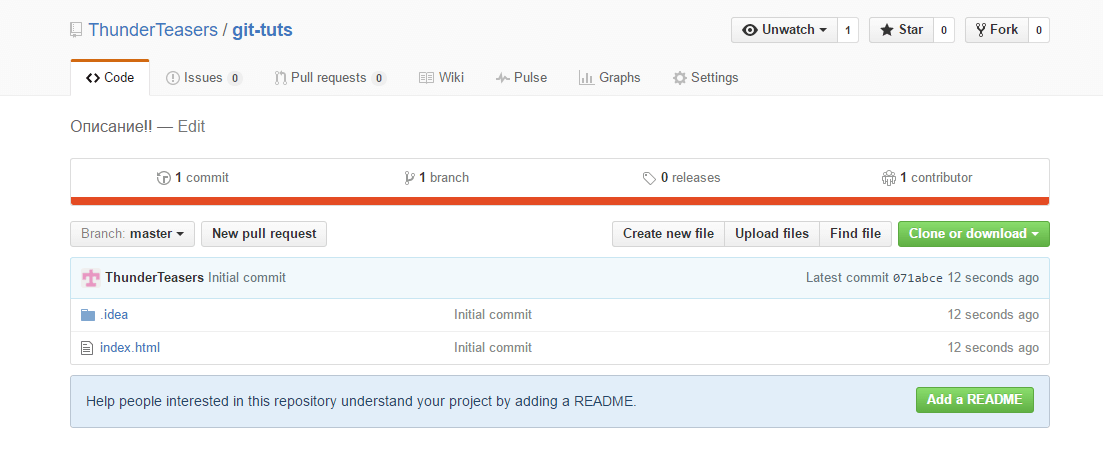 ThunderTeasers / git-tuts Unwatch 1 Star 0 Fork 0
Code Issues 0 Pull requests 0 Wiki Pulse Graphs Settings
Описание!! — Edit
1 commit 1 branch 0 releases 1 contributor
Branch: master New pull request Create new file Upload files Find file Clone or download
ThunderTeasers Initial commit Latest commit 071abce 12 seconds ago
.idea Initial commit 12 seconds ago
index.html Initial commit 12 seconds ago
Help people interested in this repository understand your project by adding a README. Add a README